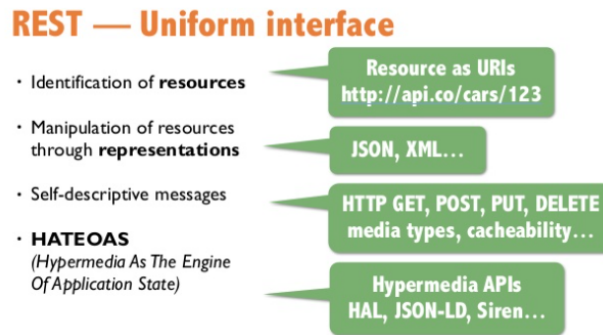 REST — Uniform interface
• Identification of resources
Resource as URIs
http://api.co/cars/123
• Manipulation of resources
through representations
JSON, XML...
• Self-descriptive messages
HTTP GET, POST, PUT, DELETE
media types, cacheability...
• HATEOAS
(Hypermedia As The Engine
Of Application State)
Hypermedia APIs
HAL, JSON-LD, Siren...